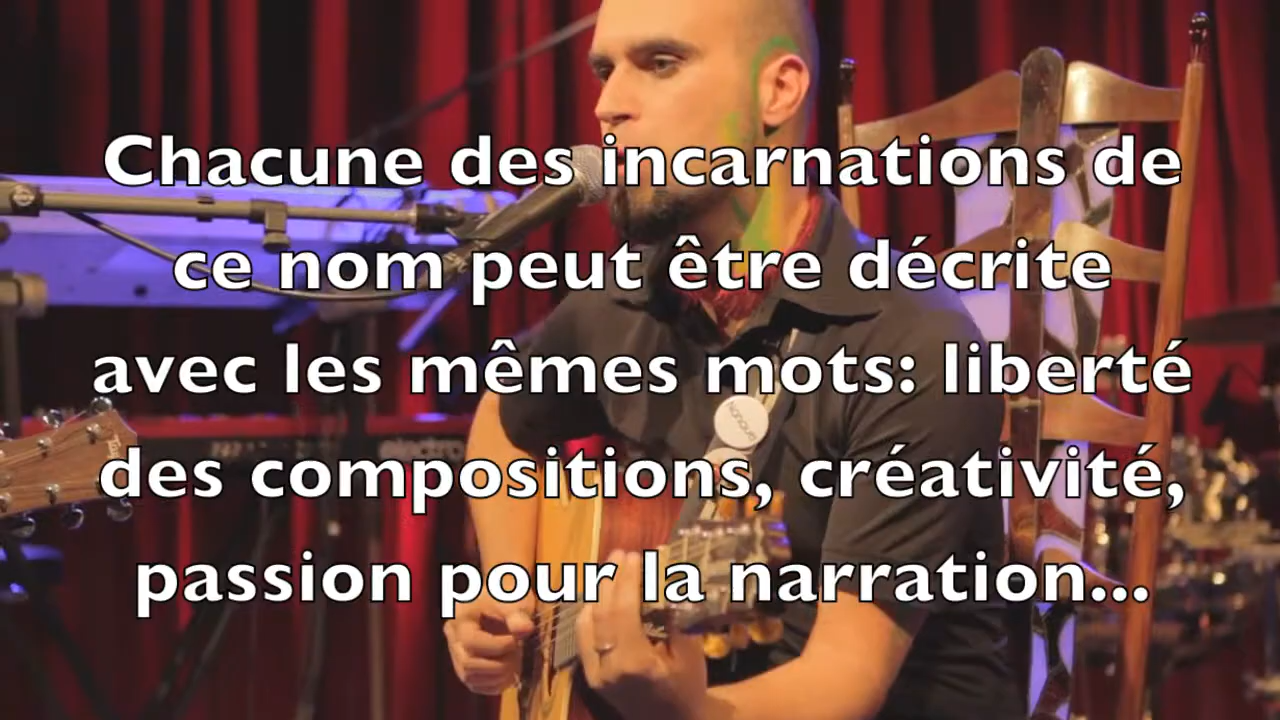 Chacune des incarnations de
ce nom peut être décrite
avec les mêmes mots: liberté
des compositions, créativité,
passion pour la narration...
electro